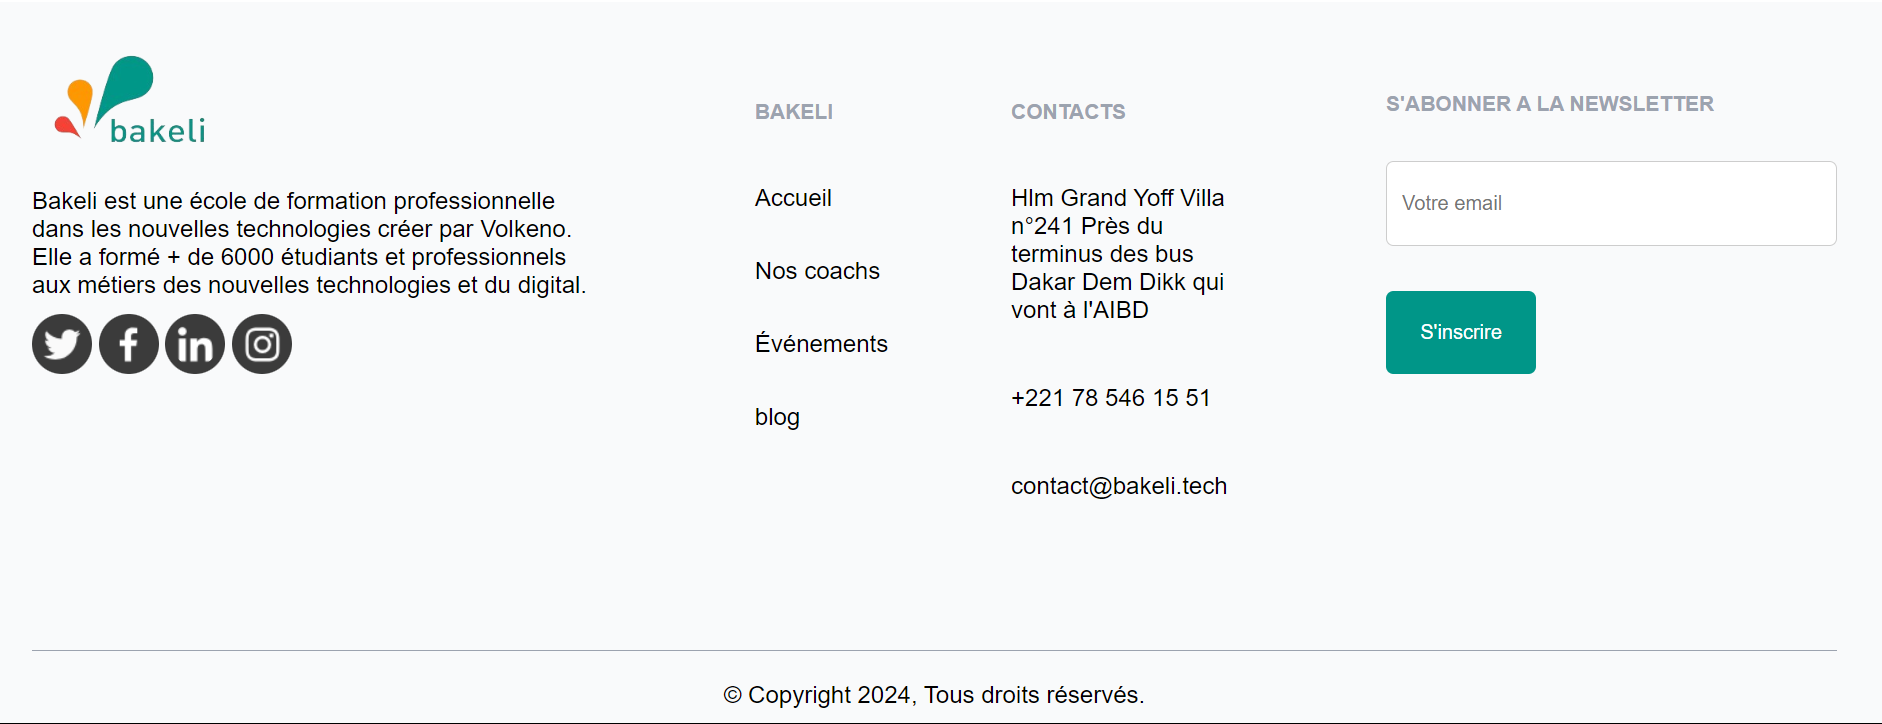 bakeli
Bakeli est une école de formation professionnelle
dans les nouvelles technologies créer par Volkeno.
Elle a formé + de 6000 étudiants et professionnels
aux métiers des nouvelles technologies et du digital.
BAKELI
Accueil
Nos coachs
Événements
blog
CONTACTS
Hlm Grand Yoff Villa
n°241 Près du
terminus des bus
Dakar Dem Dikk qui
vont à l'AIBD
+221 78 546 15 51
contact@bakeli.tech
S'ABONNER A LA NEWSLETTER
Votre email
S'inscrire
© Copyright 2024, Tous droits réservés.